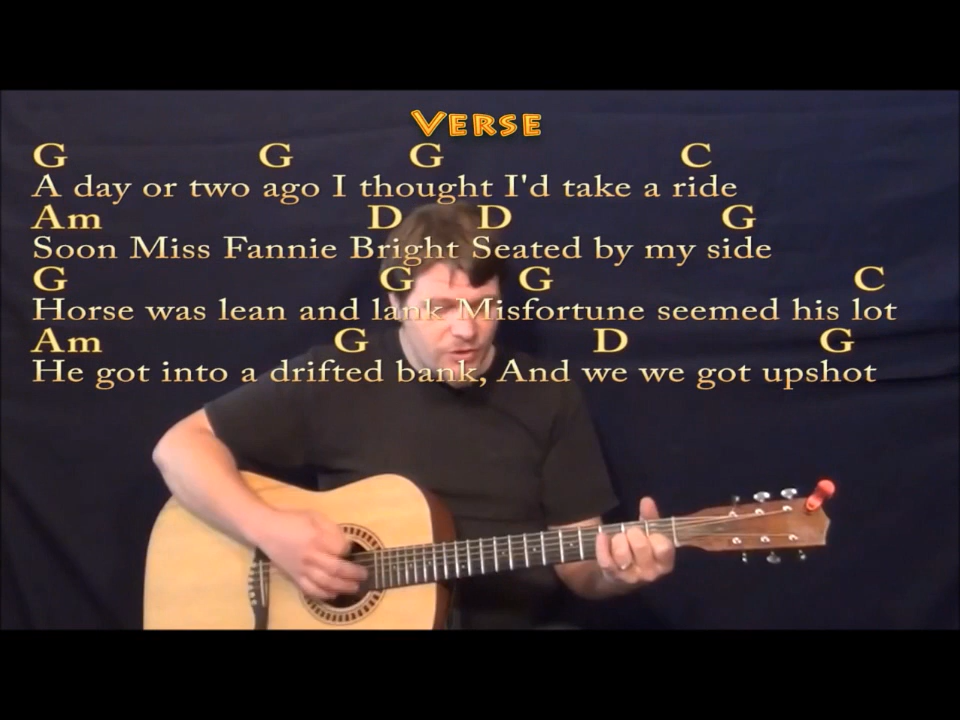 VERSE
G G G C
A day or two ago I thought I'd take a ride
Am D D G
Soon Miss Fannie Bright Seated by my side
G G G C
Horse was lean and lank Misfortune seemed his lot
Am G D G
He got into a drifted bank, And we we got upshot